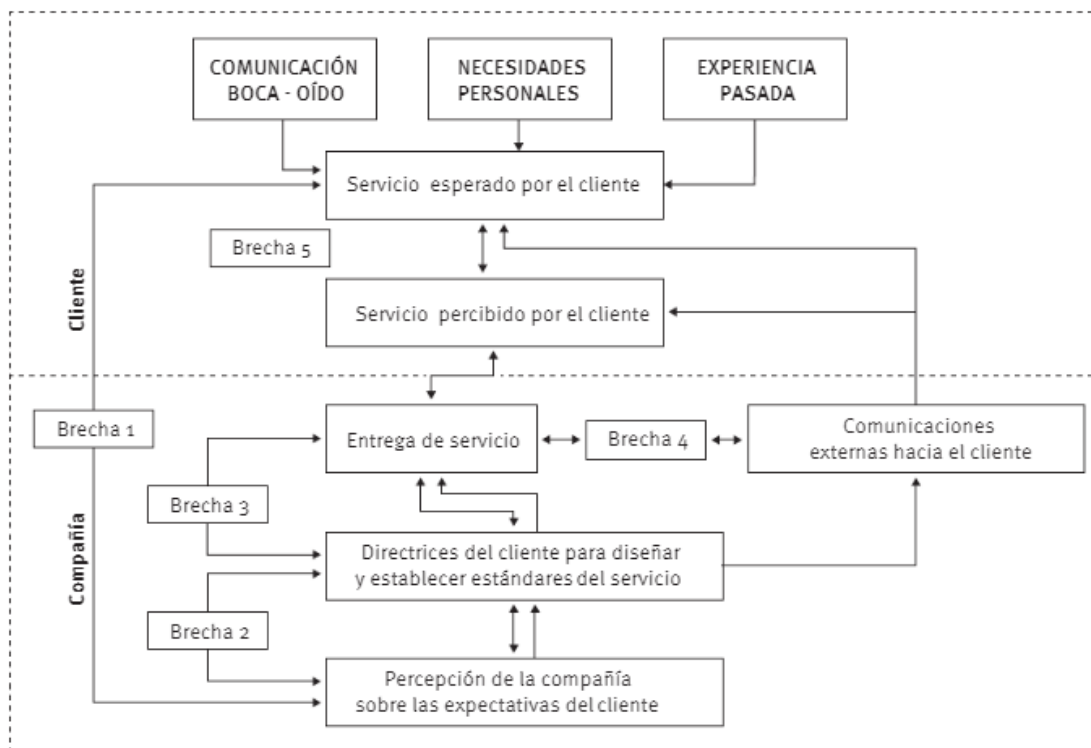 COMUNICACIÓN
BOCA - OÍDO
NECESIDADES
PERSONALES
EXPERIENCIA
PASADA
Servicio esperado por el cliente
Brecha 5
Servicio percibido por el cliente
Cliente
Brecha 1
Compañía
Entrega de servicio
Brecha 4
Comunicaciones
externas hacia el cliente
Brecha 3
Directrices del cliente para diseñar
y establecer estándares del servicio
Brecha 2
Percepción de la compañía
sobre las expectativas del cliente